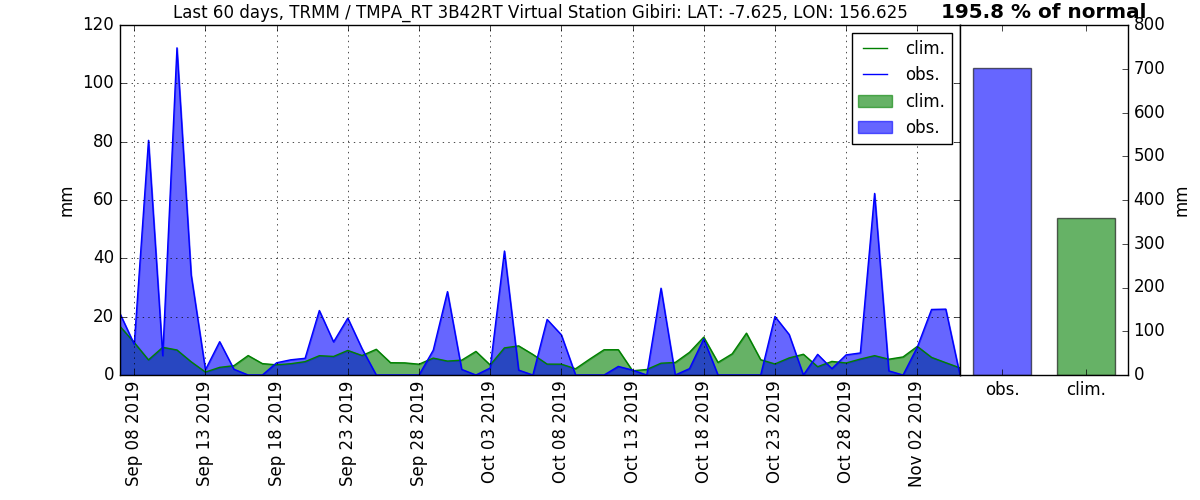 Last 60 days, TRMM / TMPA_RT 3B42RT Virtual Station Gibiri: LAT: -7.625, LON: 156.625
195.8 % of normal
120
100
80
60
40
20
0
mm
clim.
obs.
clim.
obs.
800
700
600
500
400
300
200
100
0
mm
obs.
clim.
Sep 08 2019
Sep 13 2019
Sep 18 2019
Sep 23 2019
Sep 28 2019
Oct 03 2019
Oct 08 2019
Oct 13 2019
Oct 18 2019
Oct 23 2019
Oct 28 2019
Nov 02 2019